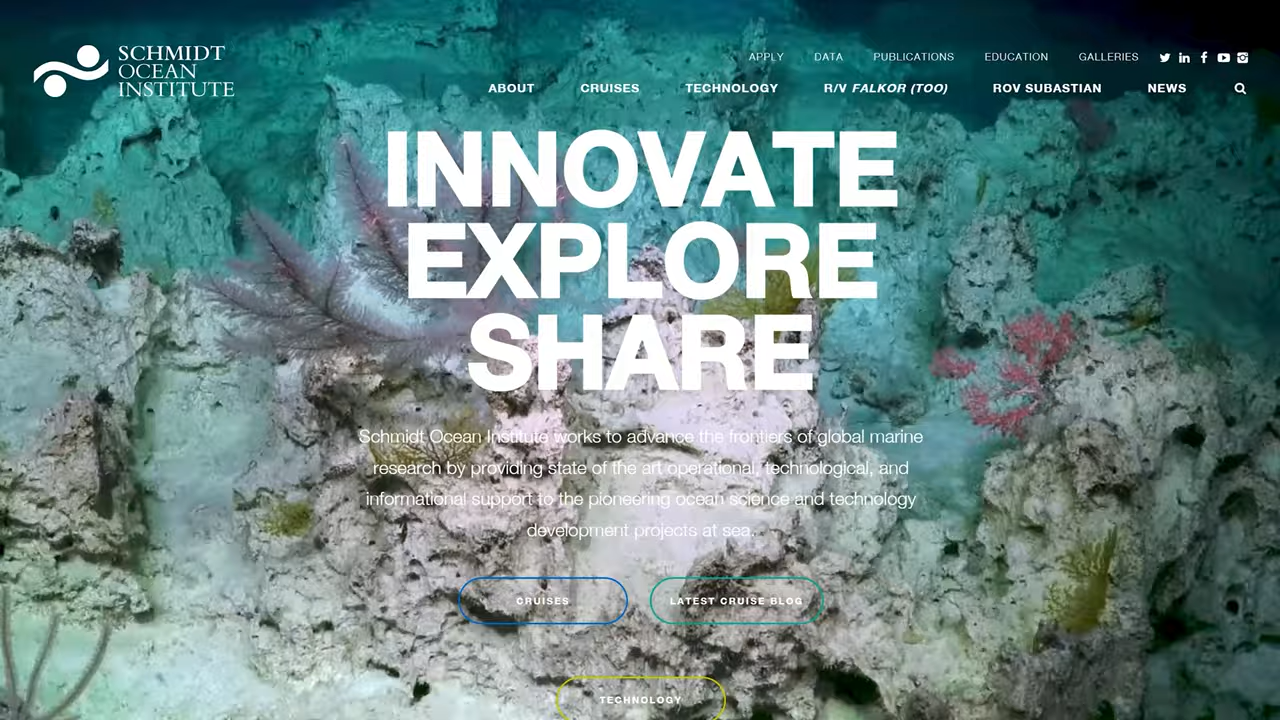 SCHMIDT
OCEAN
INSTITUTE
APPLY DATA PUBLICATIONS EDUCATION GALLERIES
ABOUT CRUISES TECHNOLOGY R/V FALKOR (TOO) ROV SUBASTIAN NEWS
INNOVATE
EXPLORE
SHARE
Schmidt Ocean Institute works to advance the frontiers of global marine
research by providing state of the art operational, technological, and
informational support to the pioneering ocean science and technology
development projects at sea.
CRUISES LATEST CRUISE BLOG
TECHNOLOGY